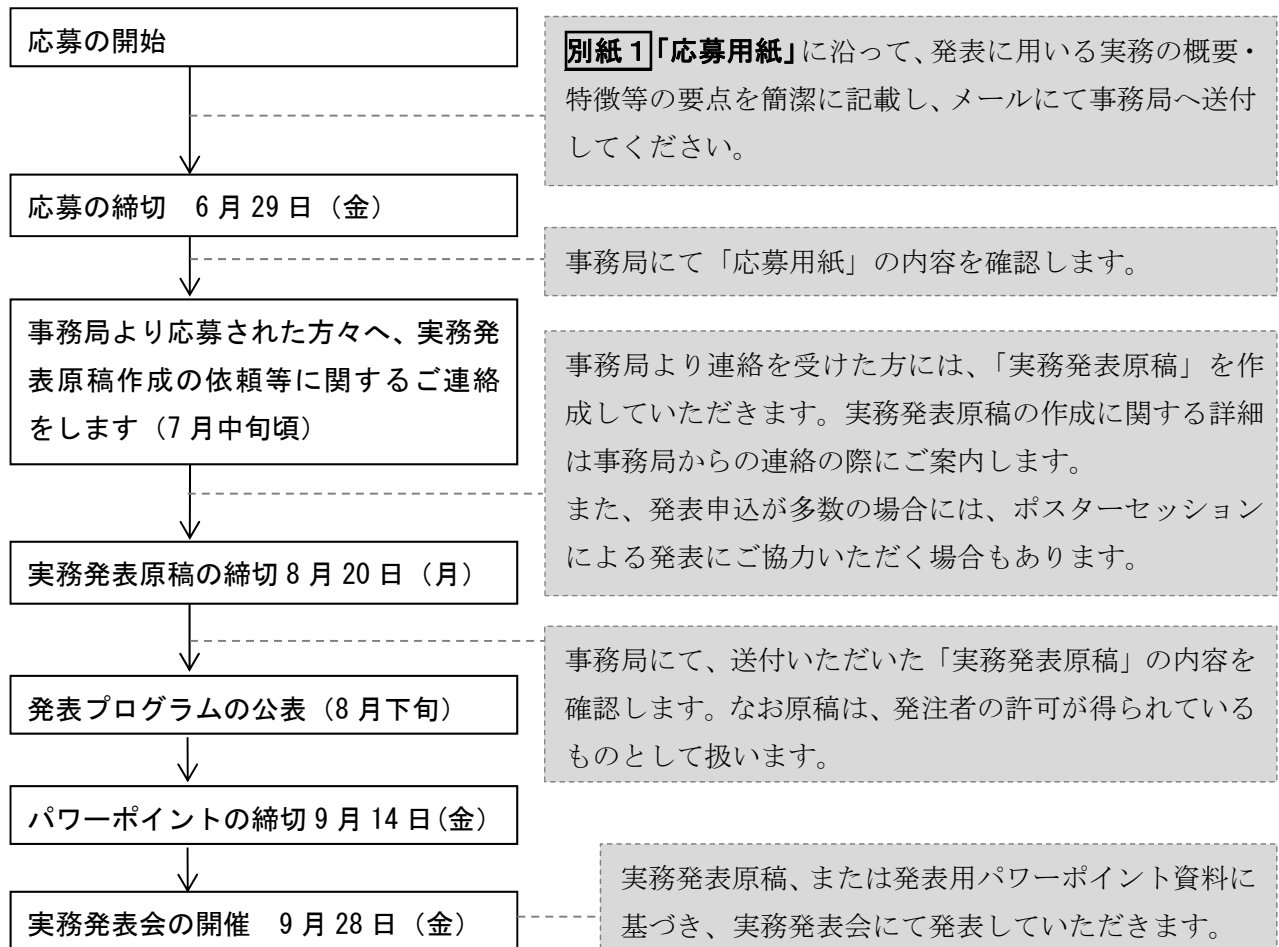 応募の開始
別紙1「応募用紙」に沿って、発表に用いる実務の概要・
特徴等の要点を簡潔に記載し、メールにて事務局へ送付
してください。
応募の締切　6月29日（金）
事務局にて「応募用紙」の内容を確認します。
事務局より応募された方々へ、実務発
表原稿作成の依頼等に関するご連絡
をします（7月中旬頃）
事務局より連絡を受けた方には、「実務発表原稿」を作
成していただきます。実務発表原稿の作成に関する詳細
は事務局からの連絡の際にご案内します。
また、発表申込が多数の場合には、ポスターセッション
による発表にご協力いただく場合もあります。
実務発表原稿の締切8月20日（月）
事務局にて、送付いただいた「実務発表原稿」の内容を
確認します。なお原稿は、発注者の許可が得られている
ものとして扱います。
発表プログラムの公表（8月下旬）
パワーポイントの締切9月14日(金)
実務発表会の開催　9月28日（金）
実務発表原稿、または発表用パワーポイント資料に
基づき、実務発表会にて発表していただきます。